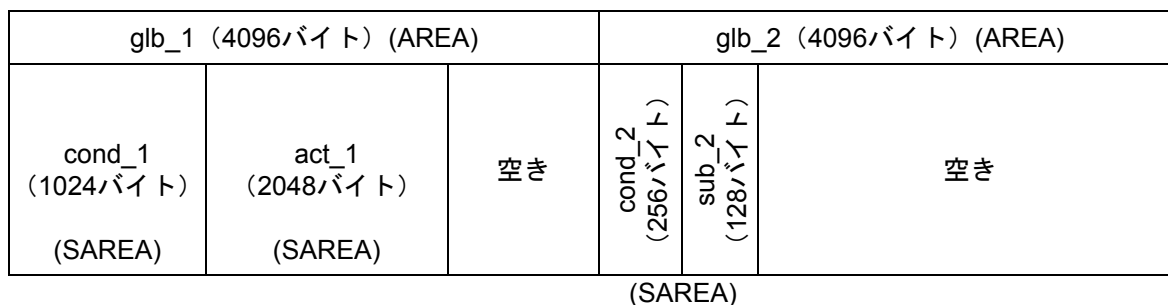 glb_1（4096バイト）(AREA)
glb_2（4096バイト）(AREA)
cond_1
（1024バイト）
(SAREA)
act_1
（2048バイト）
(SAREA)
空き
cond_2
（256バイト）
sub_2
（128バイト）
空き
(SAREA)